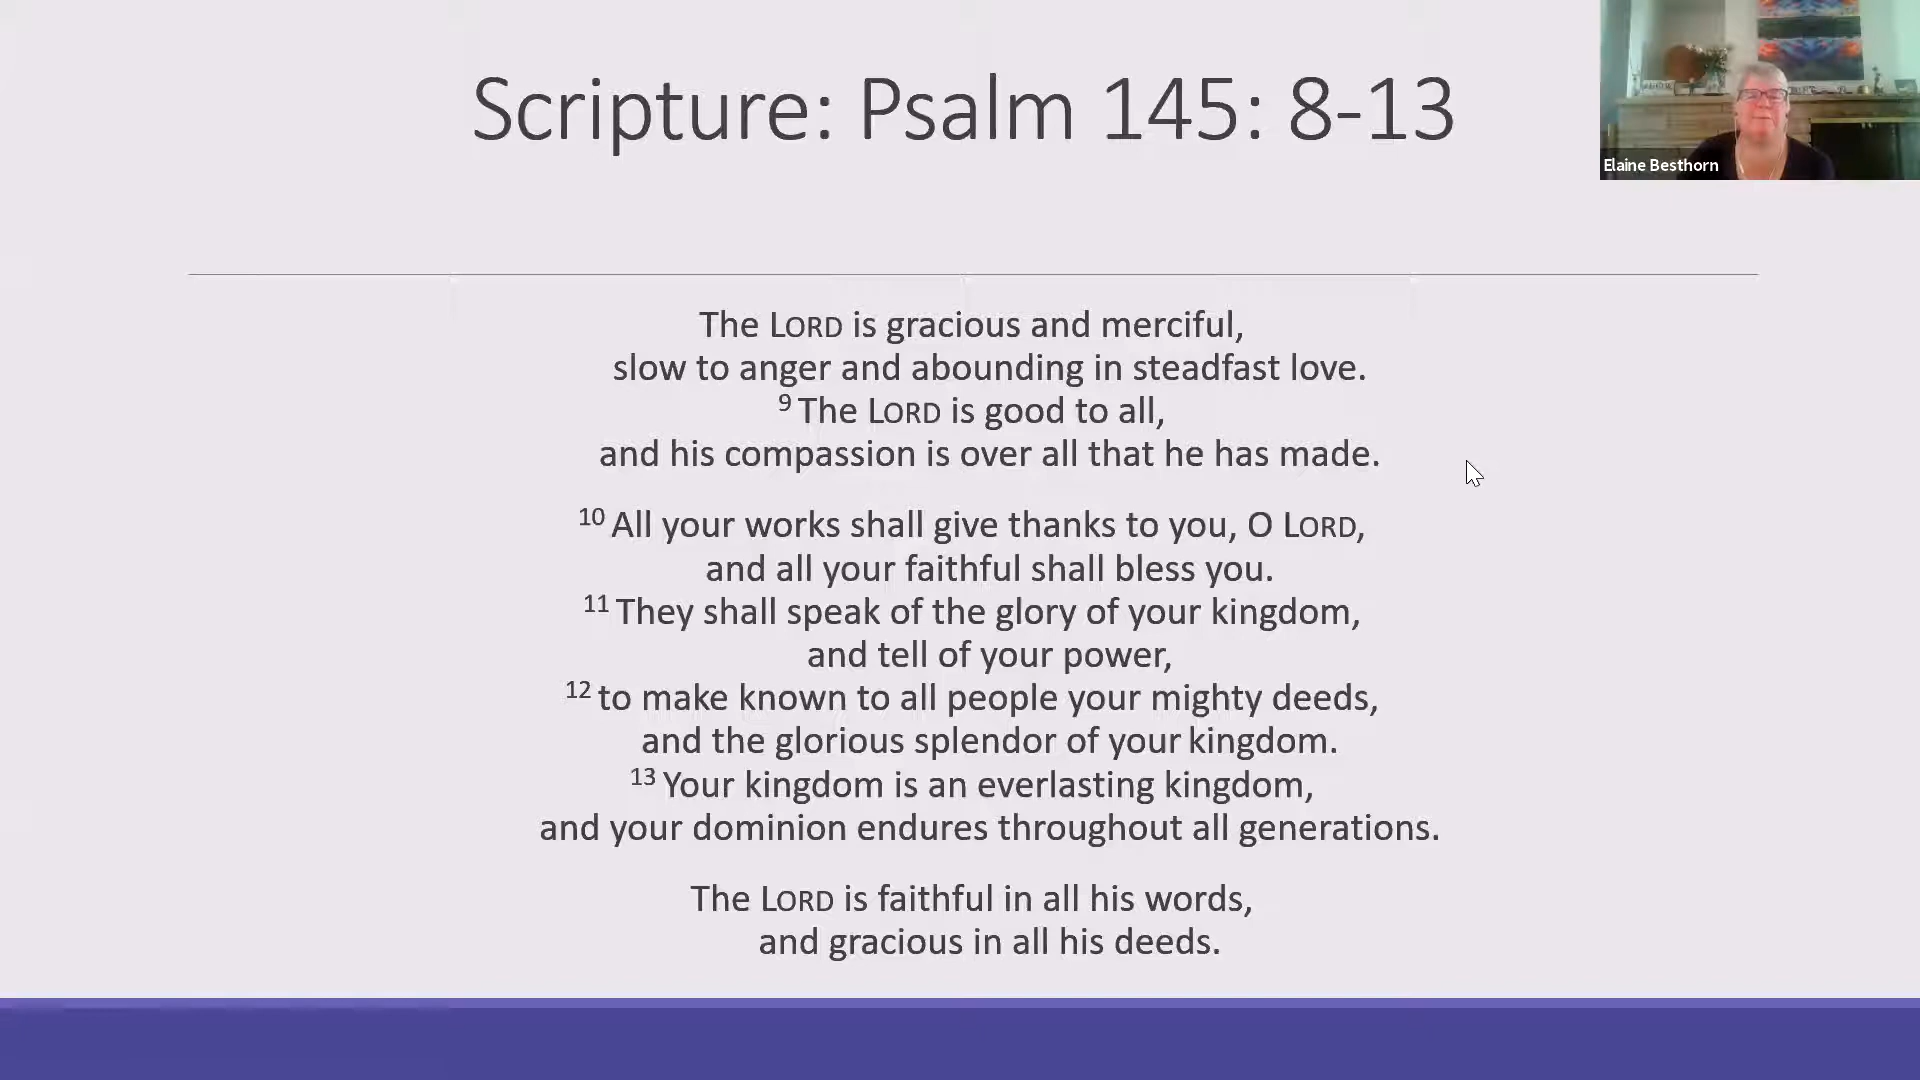 Scripture: Psalm 145: 8-13
Elaine Besthorn
The LORD is gracious and merciful,
slow to anger and abounding in steadfast love.
9 The LORD is good to all,
and his compassion is over all that he has made.
10 All your works shall give thanks to you, O LORD,
and all your faithful shall bless you.
11 They shall speak of the glory of your kingdom,
and tell of your power,
12 to make known to all people your mighty deeds,
and the glorious splendor of your kingdom.
13 Your kingdom is an everlasting kingdom,
and your dominion endures throughout all generations.
The LORD is faithful in all his words,
and gracious in all his deeds.